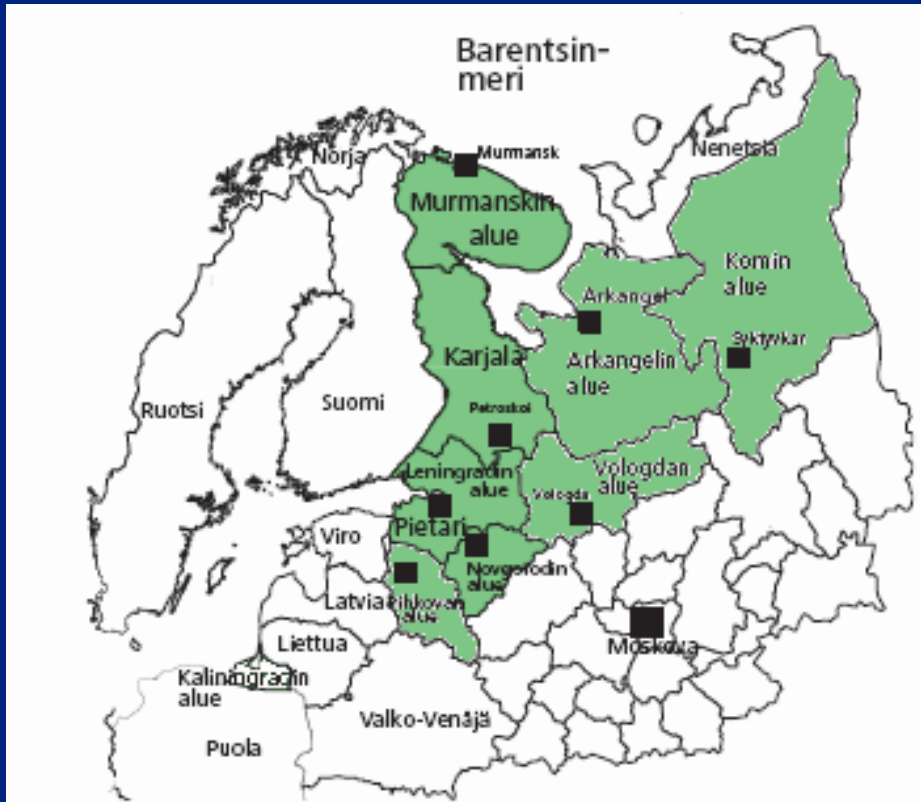 Barentsin-
meri
Norja
Murmansk
Nenetsia
Murmanskin
alue
Komin
alue
Arkangel
Syktyvkar
Karjala
Arkangelin
alue
Ruotsi
Suomi
Petroskoi
Leningradin
alue
Vologdan
alue
Vologda
Pietari
Viro
Novgorodin
alue
Latvia
Pihkovan
alue
Liettua
Moskova
Kaliningradin
alue
Valko-Venäjä
Puola